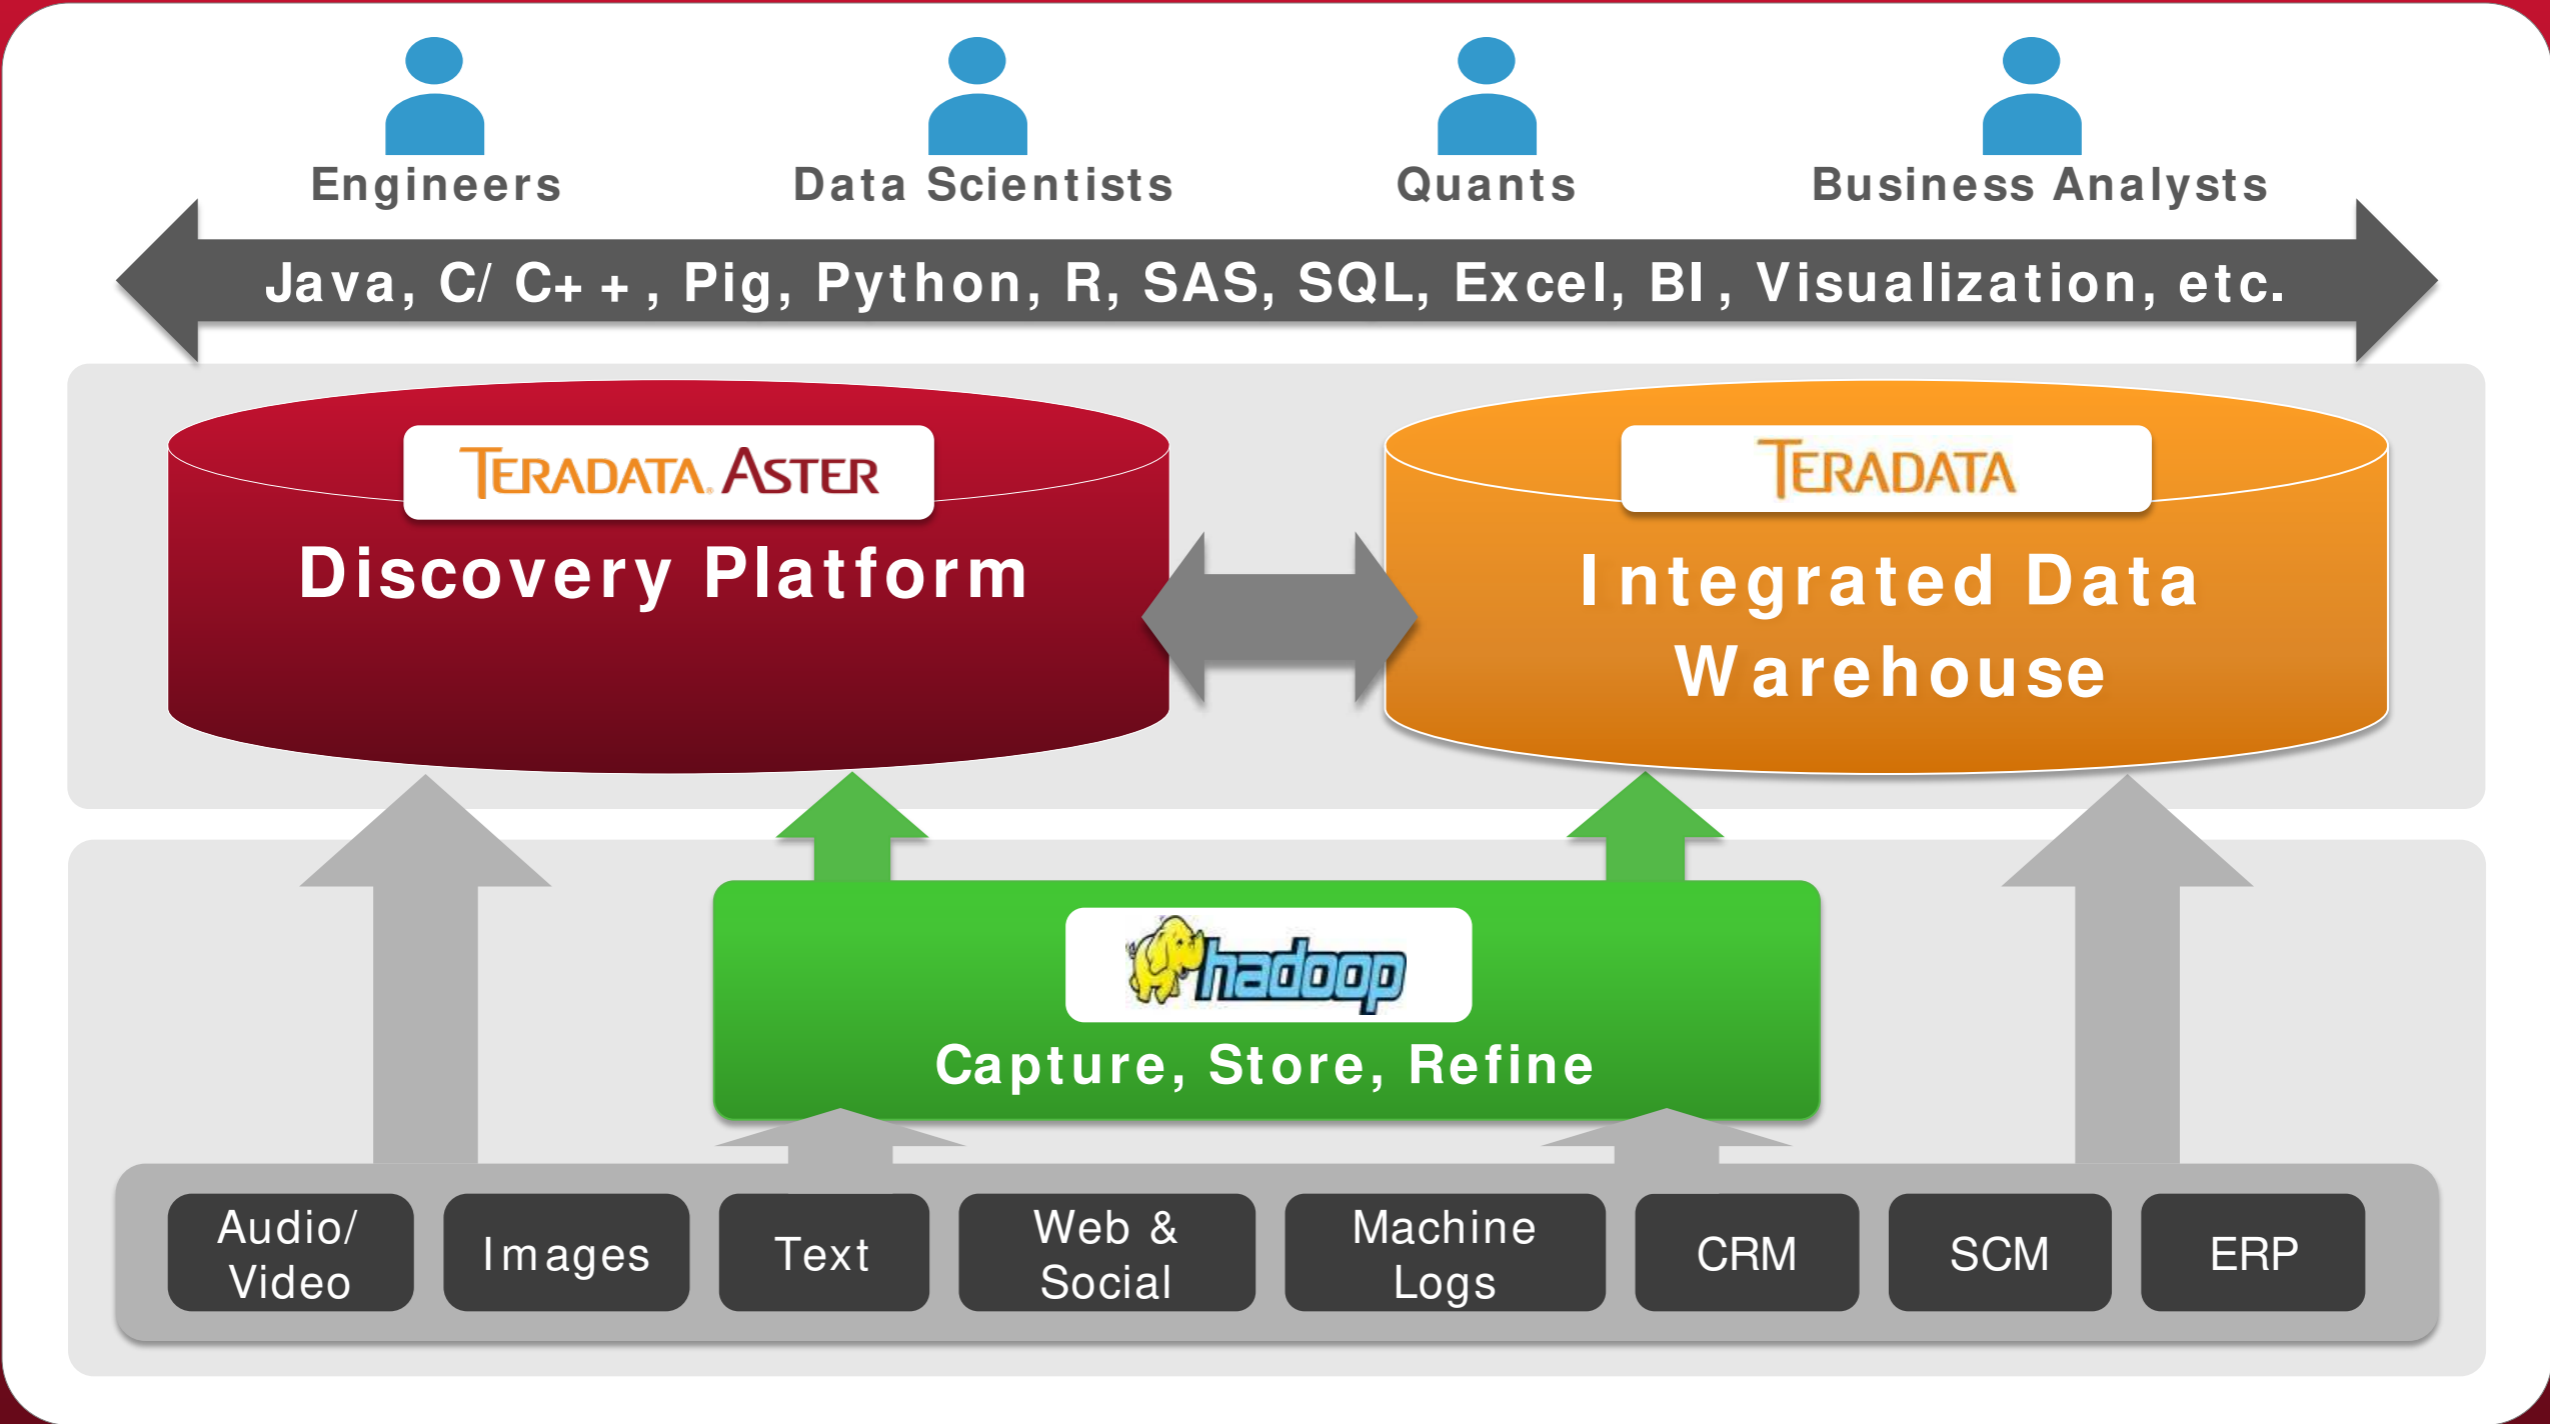 Engineers
Data Scientists
Quants
Business Analysts
Java, C/ C++, Pig, Python, R, SAS, SQL, Excel, BI, Visualization, etc.
TERADATA® ASTER
Discovery Platform
TERADATA
Integrated Data
Warehouse
hadoop
Capture, Store, Refine
Audio/
Video
Images
Text
Web &
Social
Machine
Logs
CRM
SCM
ERP